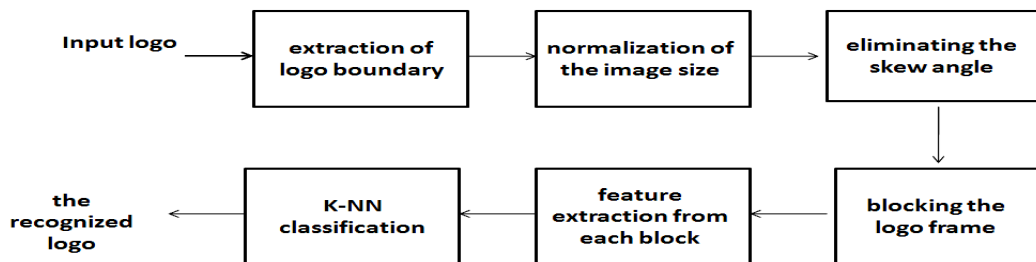 Input logo
extraction of
logo boundary
normalization of
the image size
eliminating the
skew angle
blocking the
logo frame
feature
extraction from
each block
K-NN
classification
the
recognized
logo